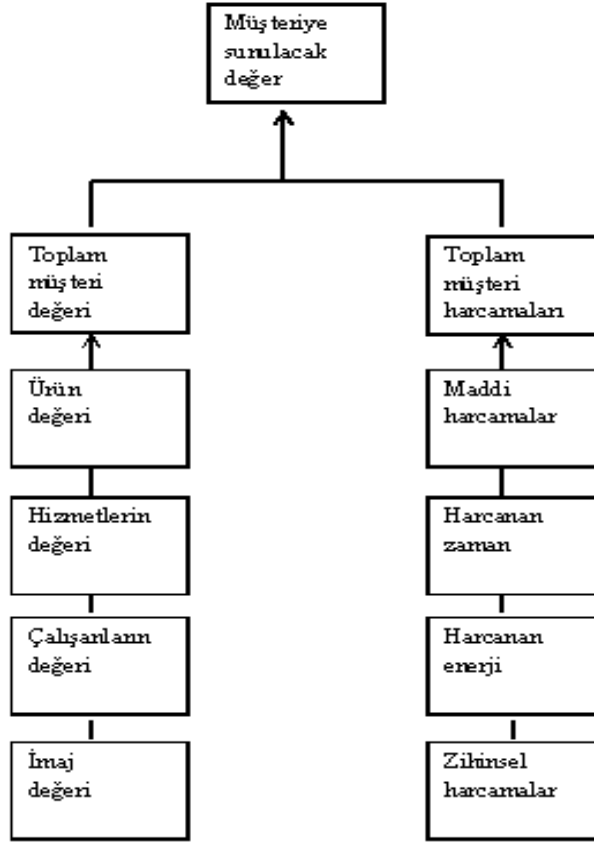 Müşteriye
sunulacak
değer
Toplam
müşteri
değeri
Ürün
değeri
Hizmetlerin
değeri
Çalışanların
değeri
İmaj
değeri
Toplam
müşteri
harcamaları
Maddi
harcamalar
Harcanan
zaman
Harcanan
enerji
Zihinsel
harcamalar